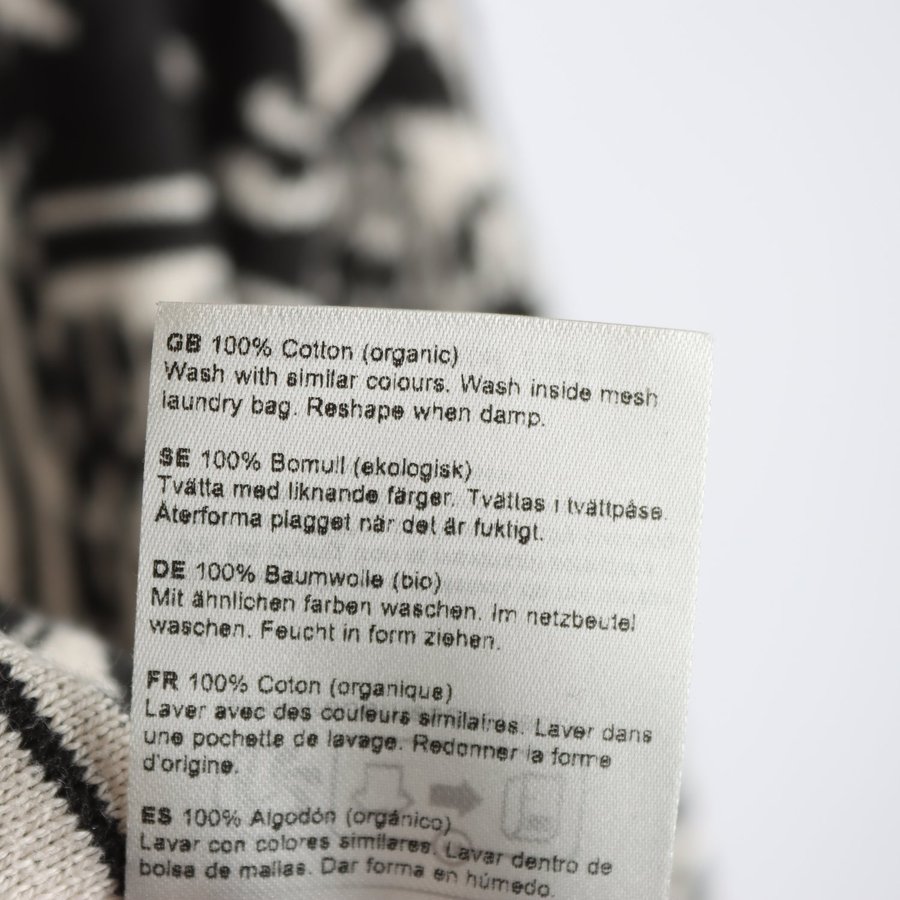 GB 100% Cotton (organic)
Wash with similar colours. Wash inside mesh
laundry bag. Reshape when damp.
SE 100% Bomull (ekologisk)
Tvätta med liknande färger. Tvättas i tvättpåse.
Återforma plagget när det är fuktigt.
DE 100% Baumwolle (bio)
Mit ähnlichen farben waschen. Im netzbeutel
waschen. Feucht in form ziehen.
FR 100% Coton (organique)
Laver avec des couleurs similaires. Laver dans
une pochette de lavage. Redonner la forme
d'origine.
ES 100% Algodón (orgánico)
Lavar con colores similares. Lavar dentro de
bolsa de mallas. Dar forma en húmedo.